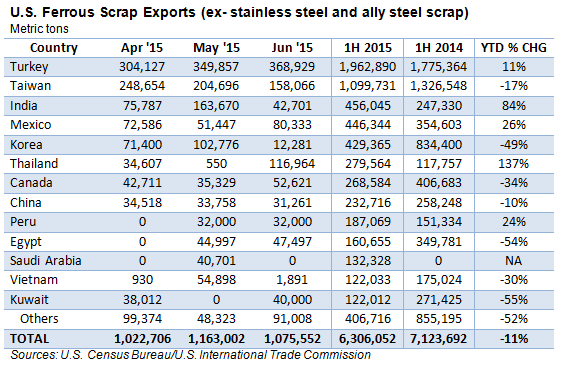 U.S. Ferrous Scrap Exports (ex- stainless steel and ally steel scrap)
Metric tons
Country Apr '15 May '15 Jun '15 1H 2015 1H 2014 YTD % CHG
Turkey 304,127 349,857 368,929 1,962,890 1,775,364 11%
Taiwan 248,654 204,696 158,066 1,099,731 1,326,548 -17%
India 75,787 163,670 42,701 456,045 247,330 84%
Mexico 72,586 51,447 80,333 446,344 354,603 26%
Korea 71,400 102,776 12,281 429,365 834,400 -49%
Thailand 34,607 550 116,964 279,564 117,757 137%
Canada 42,711 35,329 52,621 268,584 406,683 -34%
China 34,518 33,758 31,261 232,716 258,248 -10%
Peru 0 32,000 32,000 187,069 151,334 24%
Egypt 0 44,997 47,497 160,655 349,781 -54%
Saudi Arabia 0 40,701 0 132,328 0 NA
Vietnam 930 54,898 1,891 122,033 175,024 -30%
Kuwait 38,012 0 40,000 122,012 271,425 -55%
Others 99,374 48,323 91,008 406,716 855,195 -52%
TOTAL 1,022,706 1,163,002 1,075,552 6,306,052 7,123,692 -11%
Sources: U.S. Census Bureau/U.S. International Trade Commission